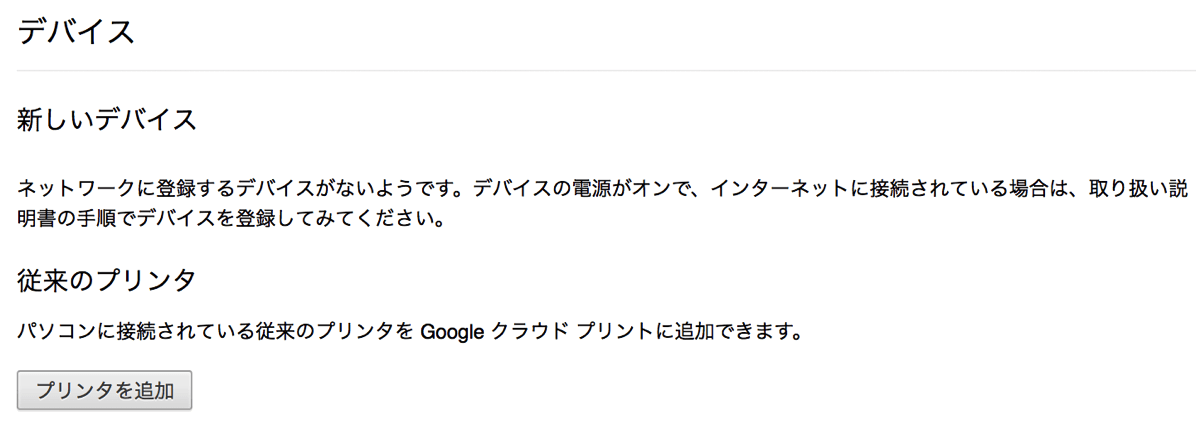 デバイス
新しいデバイス
ネットワークに登録するデバイスがないようです。デバイスの電源がオンで、インターネットに接続されている場合は、取り扱い説
明書の手順でデバイスを登録してみてください。
従来のプリンタ
パソコンに接続されている従来のプリンタを Google クラウド プリントに追加できます。
プリンタを追加